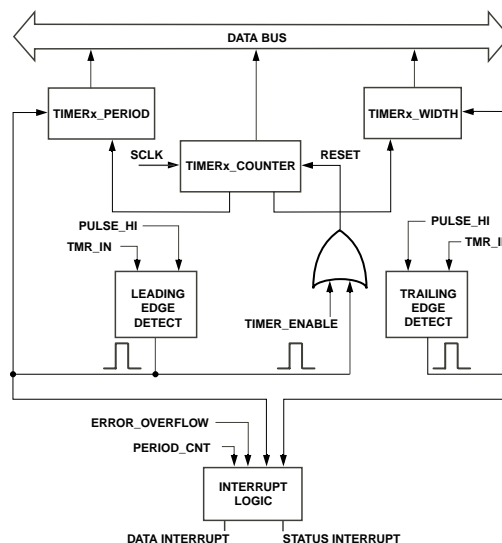 DATA BUS
TIMERx_PERIOD
TIMERx_WIDTH
SCLK
TIMERx_COUNTER
RESET
PULSE_HI
TMR_IN
LEADING
EDGE
DETECT
TIMER_ENABLE
PULSE_HI
TRAILING
EDGE
DETECT
ERROR_OVERFLOW
PERIOD_CNT
INTERRUPT
LOGIC
DATA INTERRUPT
STATUS INTERRUPT